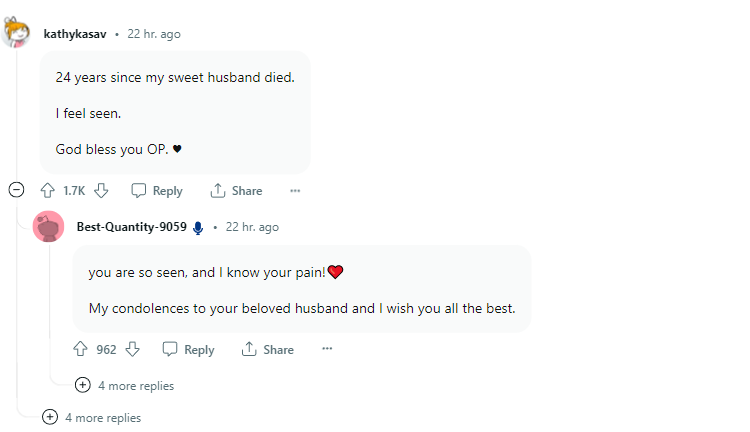 kathykasav • 22 hr. ago
24 years since my sweet husband died.
I feel seen.
God bless you OP. ♥
1.7K Reply Share ···
Best-Quantity-9059 • 22 hr. ago
you are so seen, and I know your pain!❤️
My condolences to your beloved husband and I wish you all the best.
962 Reply Share ···
4 more replies
4 more replies